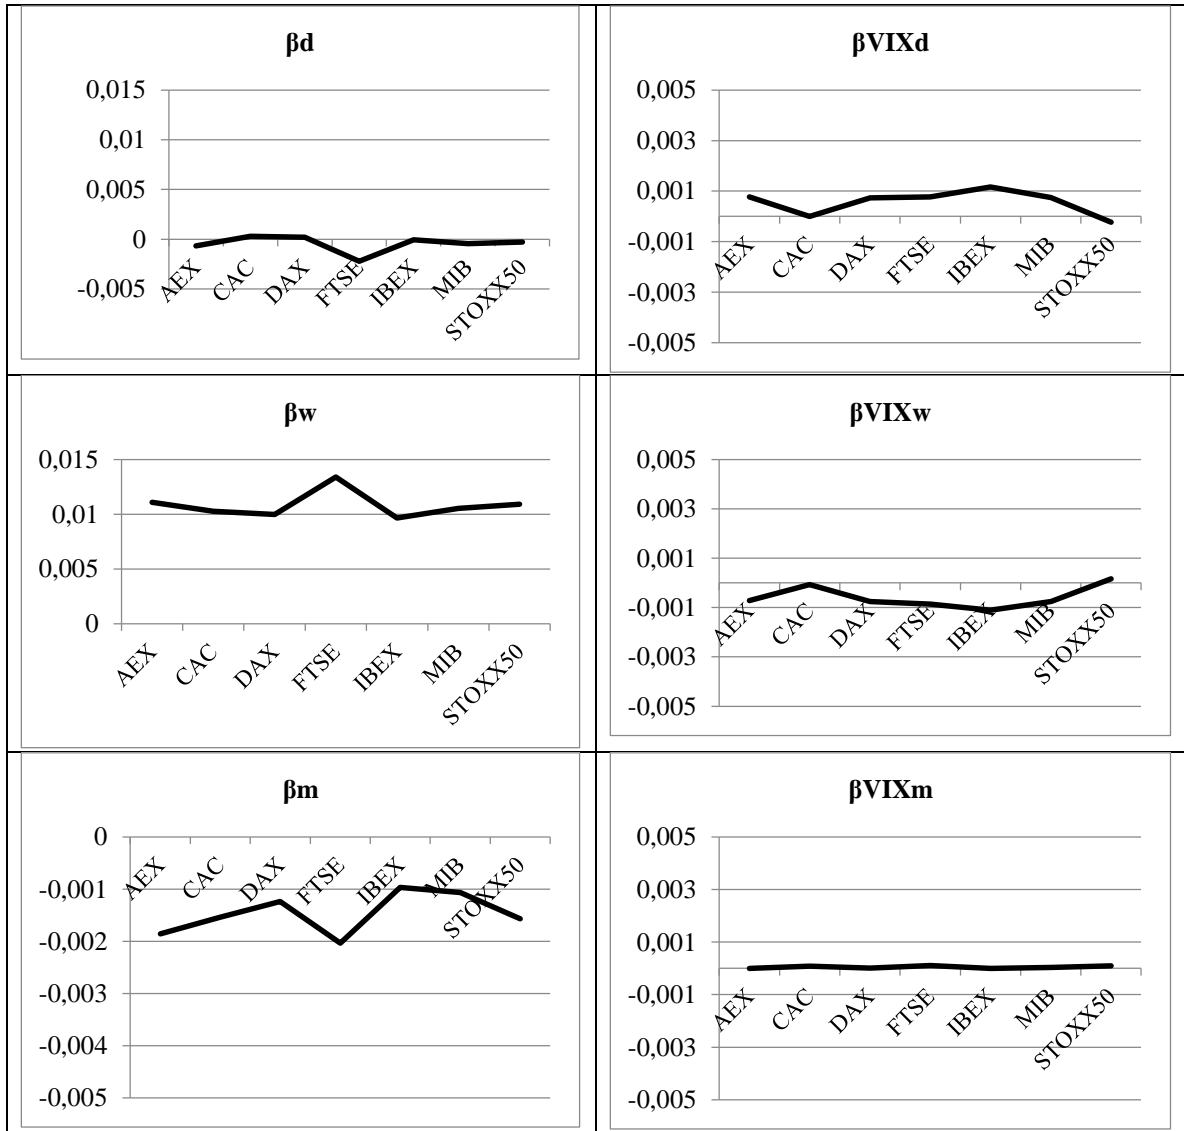 βd
0,015
0,01
0,005
0
-0,005
AEX
CAC
DAX
FTSE
IBEX
MIB
STOXX50
βVIXd
0,005
0,003
0,001
-0,001
-0,003
-0,005
AEX
CAC
DAX
FTSE
IBEX
MIB
STOXX50
βw
0,015
0,01
0,005
0
AEX
CAC
DAX
FTSE
IBEX
MIB
STOXX50
βVIXw
0,005
0,003
0,001
-0,001
-0,003
-0,005
AEX
CAC
DAX
FTSE
IBEX
MIB
STOXX50
βm
0
-0,001
-0,002
-0,003
-0,004
-0,005
AEX
CAC
DAX
FTSE
IBEX
MIB
STOXX50
βVIXm
0,005
0,003
0,001
-0,001
-0,003
-0,005
AEX
CAC
DAX
FTSE
IBEX
MIB
STOXX50